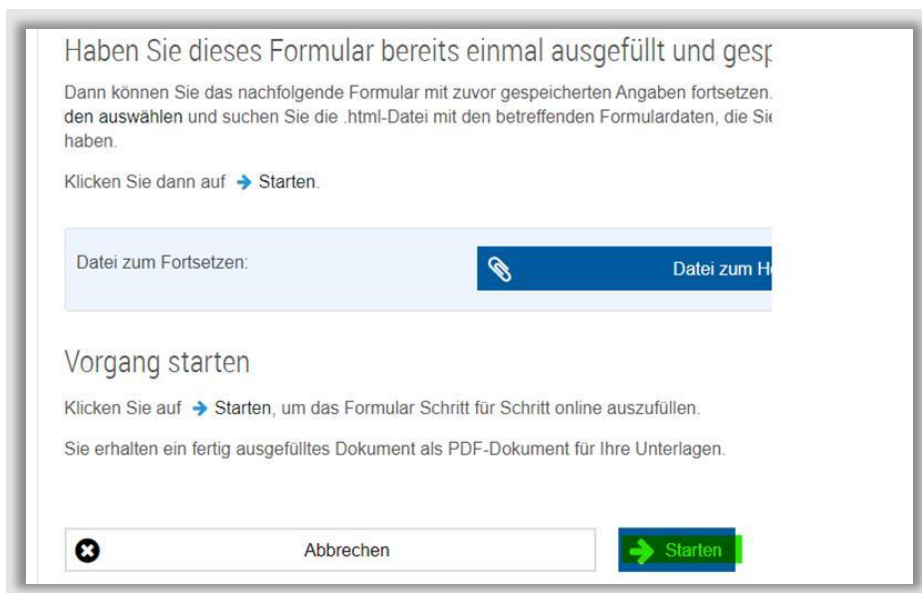 Haben Sie dieses Formular bereits einmal ausgefüllt und
Dann können Sie das nachfolgende Formular mit zuvor gespeicherten Angaben fortsetzen.
den auswählen und suchen Sie die .html-Datei mit den betreffenden Formulardaten, die
haben.
Klicken Sie dann auf → Starten.
Datei zum Fortsetzen:
Datei zum
Vorgang starten
Klicken Sie auf → Starten, um das Formular Schritt für Schritt online auszufüllen.
Sie erhalten ein fertig ausgefülltes Dokument als PDF-Dokument für Ihre Unterlagen.
Abbrechen
→ Starten